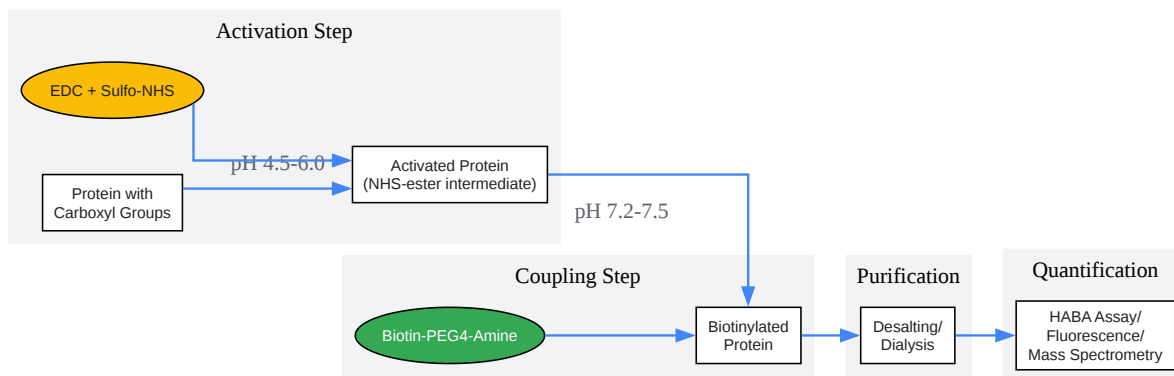 Activation Step
EDC + Sulfo-NHS
pH 4.5-6.0
Protein with
Carboxyl Groups
Activated Protein
(NHS-ester intermediate)
pH 7.2-7.5
Coupling Step
Biotin-PEG4-Amine
Biotinylated
Protein
Purification
Desalting/
Dialysis
Quantification
HABA Assay/
Fluorescence/
Mass Spectrometry